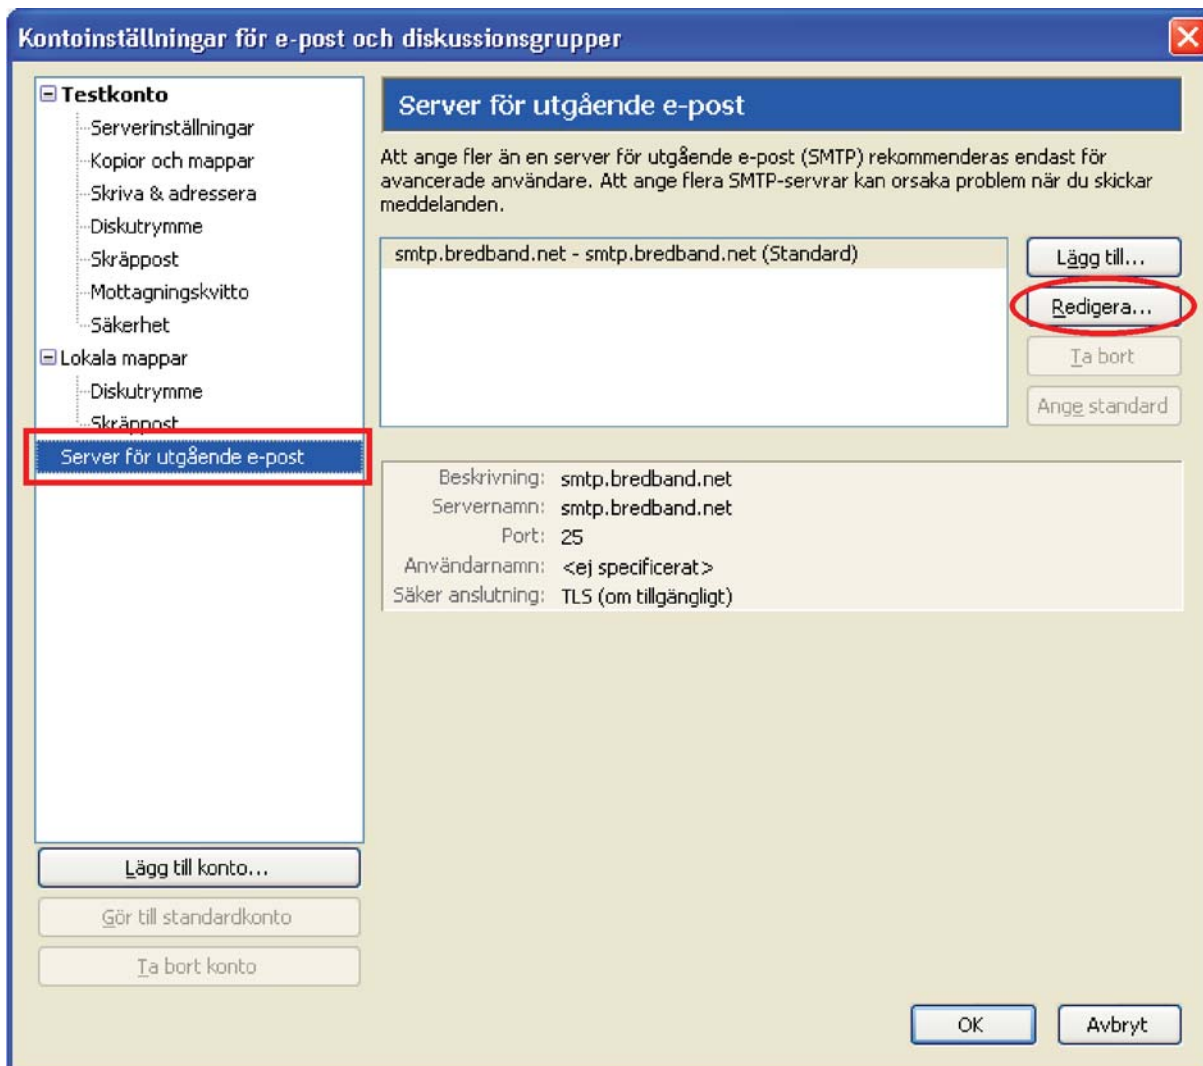 Kontoinställningar för e-post och diskussionsgrupper
Testkonto
Serverinställningar
Kopior och mappar
Skriva & adressera
Diskutrymme
Skräppost
Mottagningskvitto
Säkerhet
Lokala mappar
Diskutrymme
Skräppost
Server för utgående e-post
Lägg till konto...
Gör till standardkonto
Ta bort konto
Server för utgående e-post
Att ange fler än en server för utgående e-post (SMTP) rekommenderas endast för
avancerade användare. Att ange flera SMTP-servrar kan orsaka problem när du skickar
meddelanden.
smtp.bredband.net - smtp.bredband.net (Standard)
Lägg till...
Redigera...
Ta bort
Ange standard
Beskrivning: smtp.bredband.net
Servernamn: smtp.bredband.net
Port: 25
Användarnamn: <ej specificerat>
Säker anslutning: TLS (om tillgängligt)
OK
Avbryt